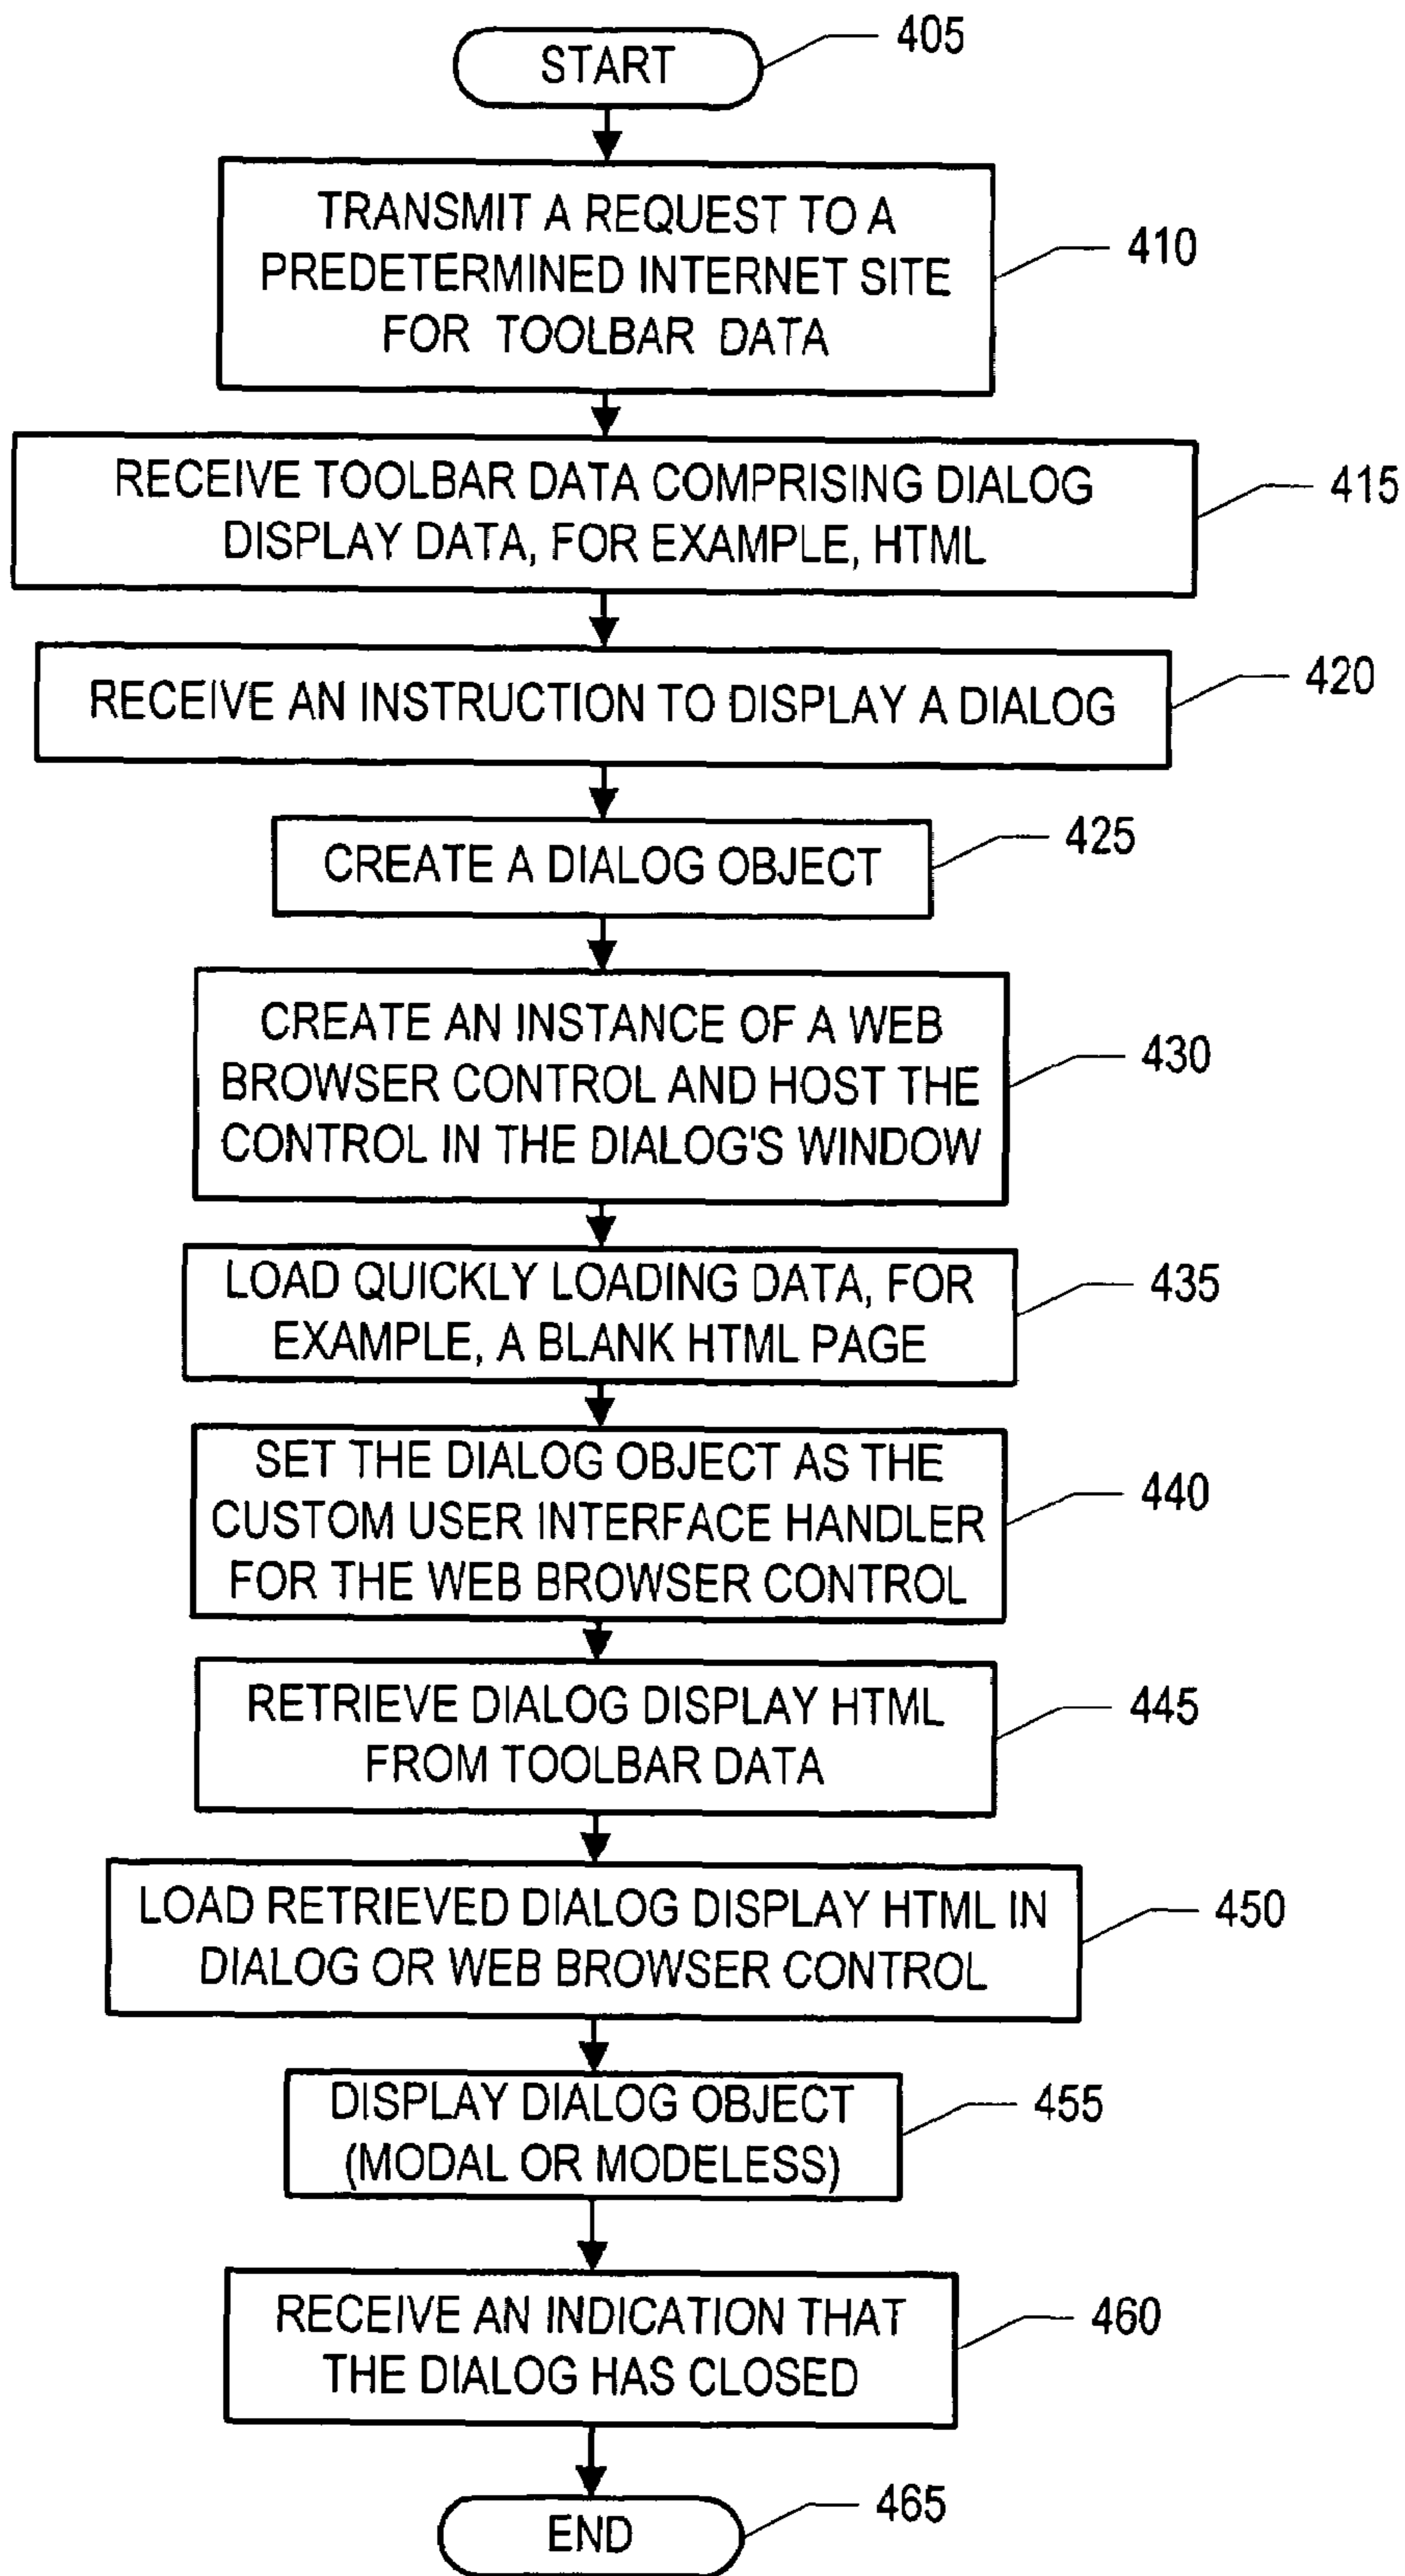 START
405
TRANSMIT A REQUEST TO A
PREDETERMINED INTERNET SITE
FOR TOOLBAR DATA
410
RECEIVE TOOLBAR DATA COMPRISING DIALOG
DISPLAY DATA, FOR EXAMPLE, HTML
415
RECEIVE AN INSTRUCTION TO DISPLAY A DIALOG
420
CREATE A DIALOG OBJECT
425
CREATE AN INSTANCE OF A WEB
BROWSER CONTROL AND HOST THE
CONTROL IN THE DIALOG'S WINDOW
430
LOAD QUICKLY LOADING DATA, FOR
EXAMPLE, A BLANK HTML PAGE
435
SET THE DIALOG OBJECT AS THE
CUSTOM USER INTERFACE HANDLER
FOR THE WEB BROWSER CONTROL
440
RETRIEVE DIALOG DISPLAY HTML
FROM TOOLBAR DATA
445
LOAD RETRIEVED DIALOG DISPLAY HTML IN
DIALOG OR WEB BROWSER CONTROL
450
DISPLAY DIALOG OBJECT
(MODAL OR MODELESS)
455
RECEIVE AN INDICATION THAT
THE DIALOG HAS CLOSED
460
END
465